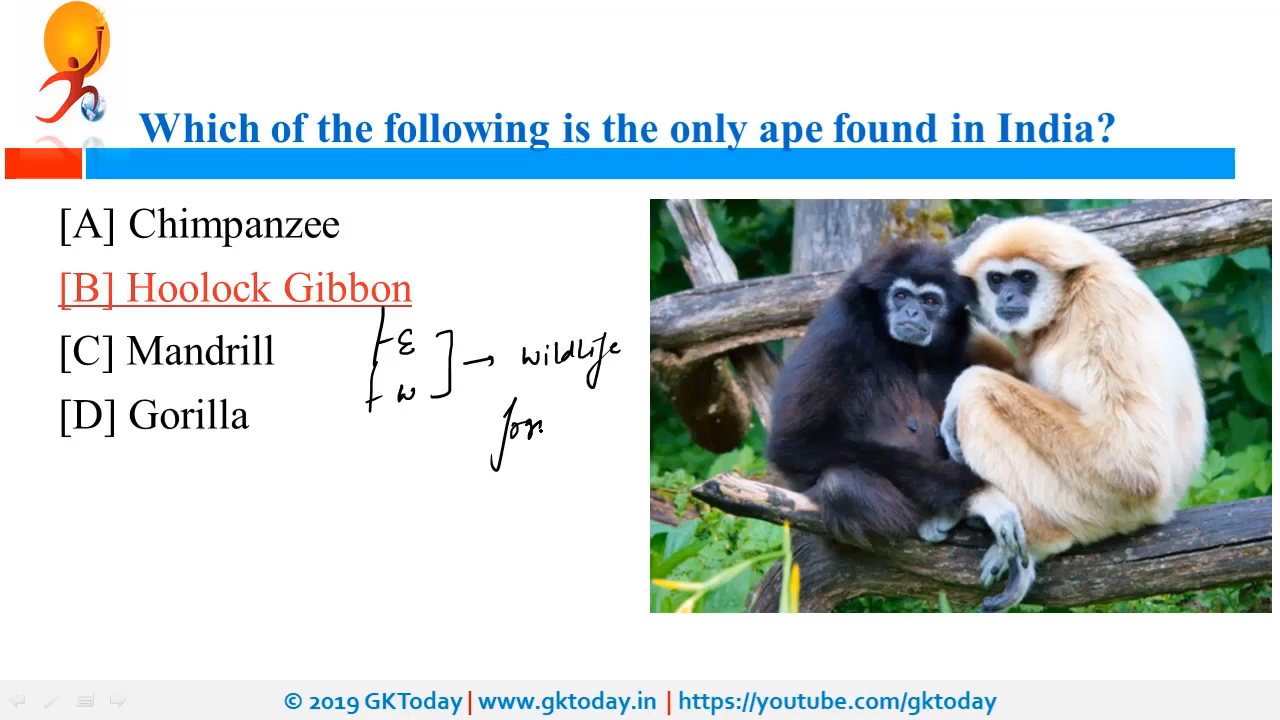 Which of the following is the only ape found in India?
[A] Chimpanzee
[B] Hoolock Gibbon
[C] Mandrill
[D] Gorilla
E
W
→ wildlife
© 2019 GKToday | www.gktoday.in | https://youtube.com/gktoday